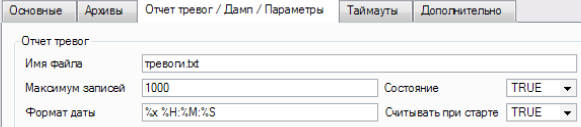 Основные Архивы Отчет тревог / Дамп / Параметры Таймауты Дополнительно
Отчет тревог
Имя файла тревоги.txt
Максимум записей 1000 Состояние TRUE
Формат даты %x %H:%M:%S Считывать при старте TRUE